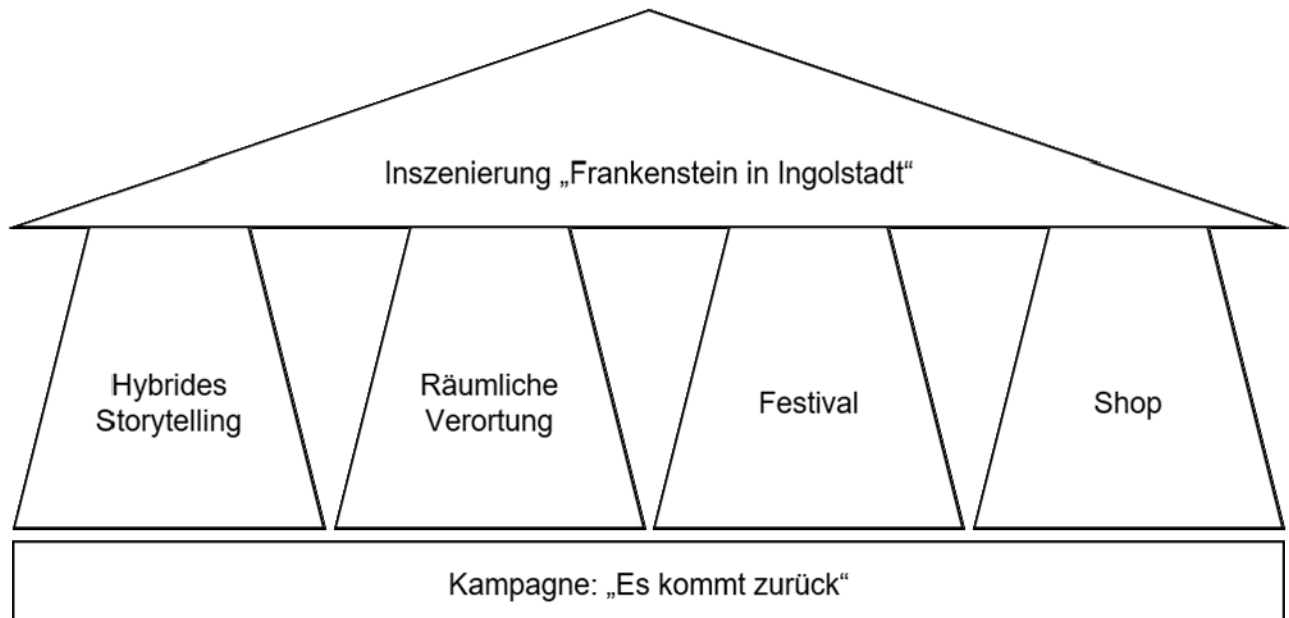 Inszenierung „Frankenstein in Ingolstadt“
Hybrides
Storytelling
Räumliche
Verortung
Festival
Shop
Kampagne: „Es kommt zurück“